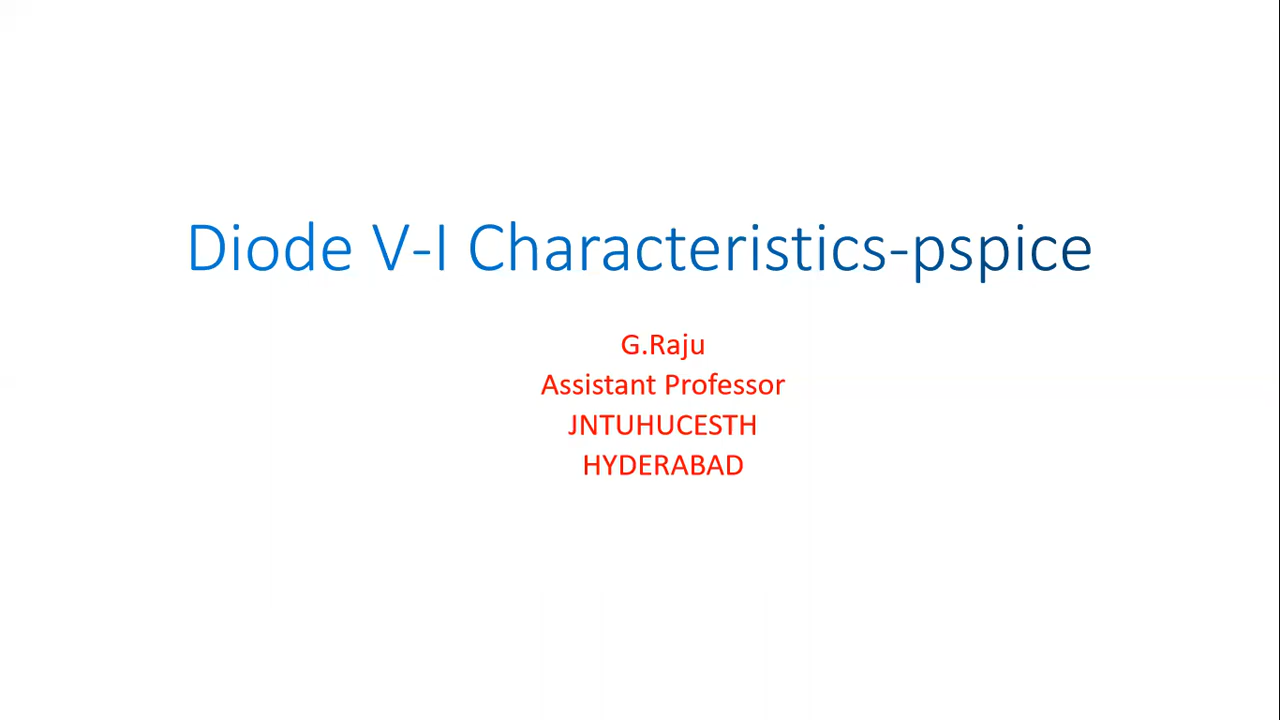 Diode V-I Characteristics-pspice
G.Raju
Assistant Professor
JNTUHUCESTH
HYDERABAD